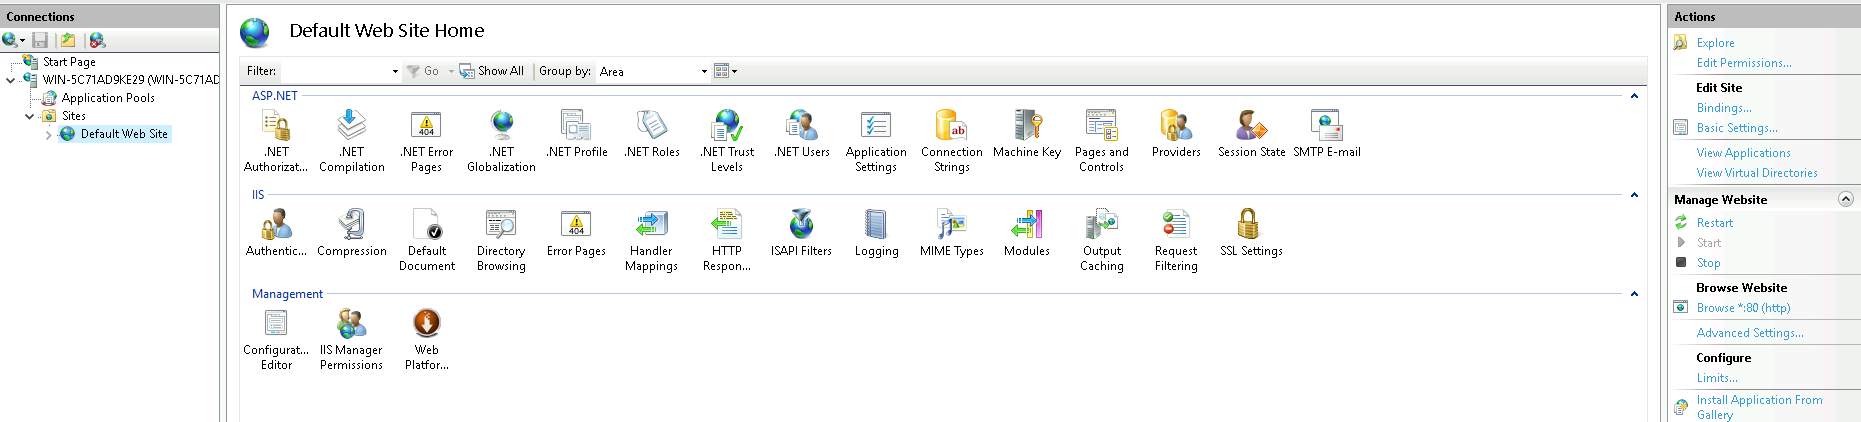 Connections
Start Page
WIN-5C71AD9KE29 (WIN-5C71AD
Application Pools
Sites
Default Web Site
Default Web Site Home
Filter:
Go
Show All
Group by:
Area
ASP.NET
.NET Authorizat...
.NET Compilation
.NET Error Pages
.NET Globalization
.NET Profile
.NET Roles
.NET Trust Levels
.NET Users
Application Settings
Connection Strings
Machine Key
Pages and Controls
Providers
Session State
SMTP E-mail
404
ab
IIS
Authentic...
Compression
Default Document
Directory Browsing
Error Pages
Handler Mappings
HTTP Respon...
ISAPI Filters
Logging
MIME Types
Modules
Output Caching
Request Filtering
SSL Settings
404
Management
Configurat... Editor
IIS Manager Permissions
Web Platfor...
Actions
Explore
Edit Permissions...
Edit Site
Bindings...
Basic Settings...
View Applications
View Virtual Directories
Manage Website
Restart
Start
Stop
Browse Website
Browse *:80 (http)
Advanced Settings...
Configure
Limits...
Install Application From
Gallery